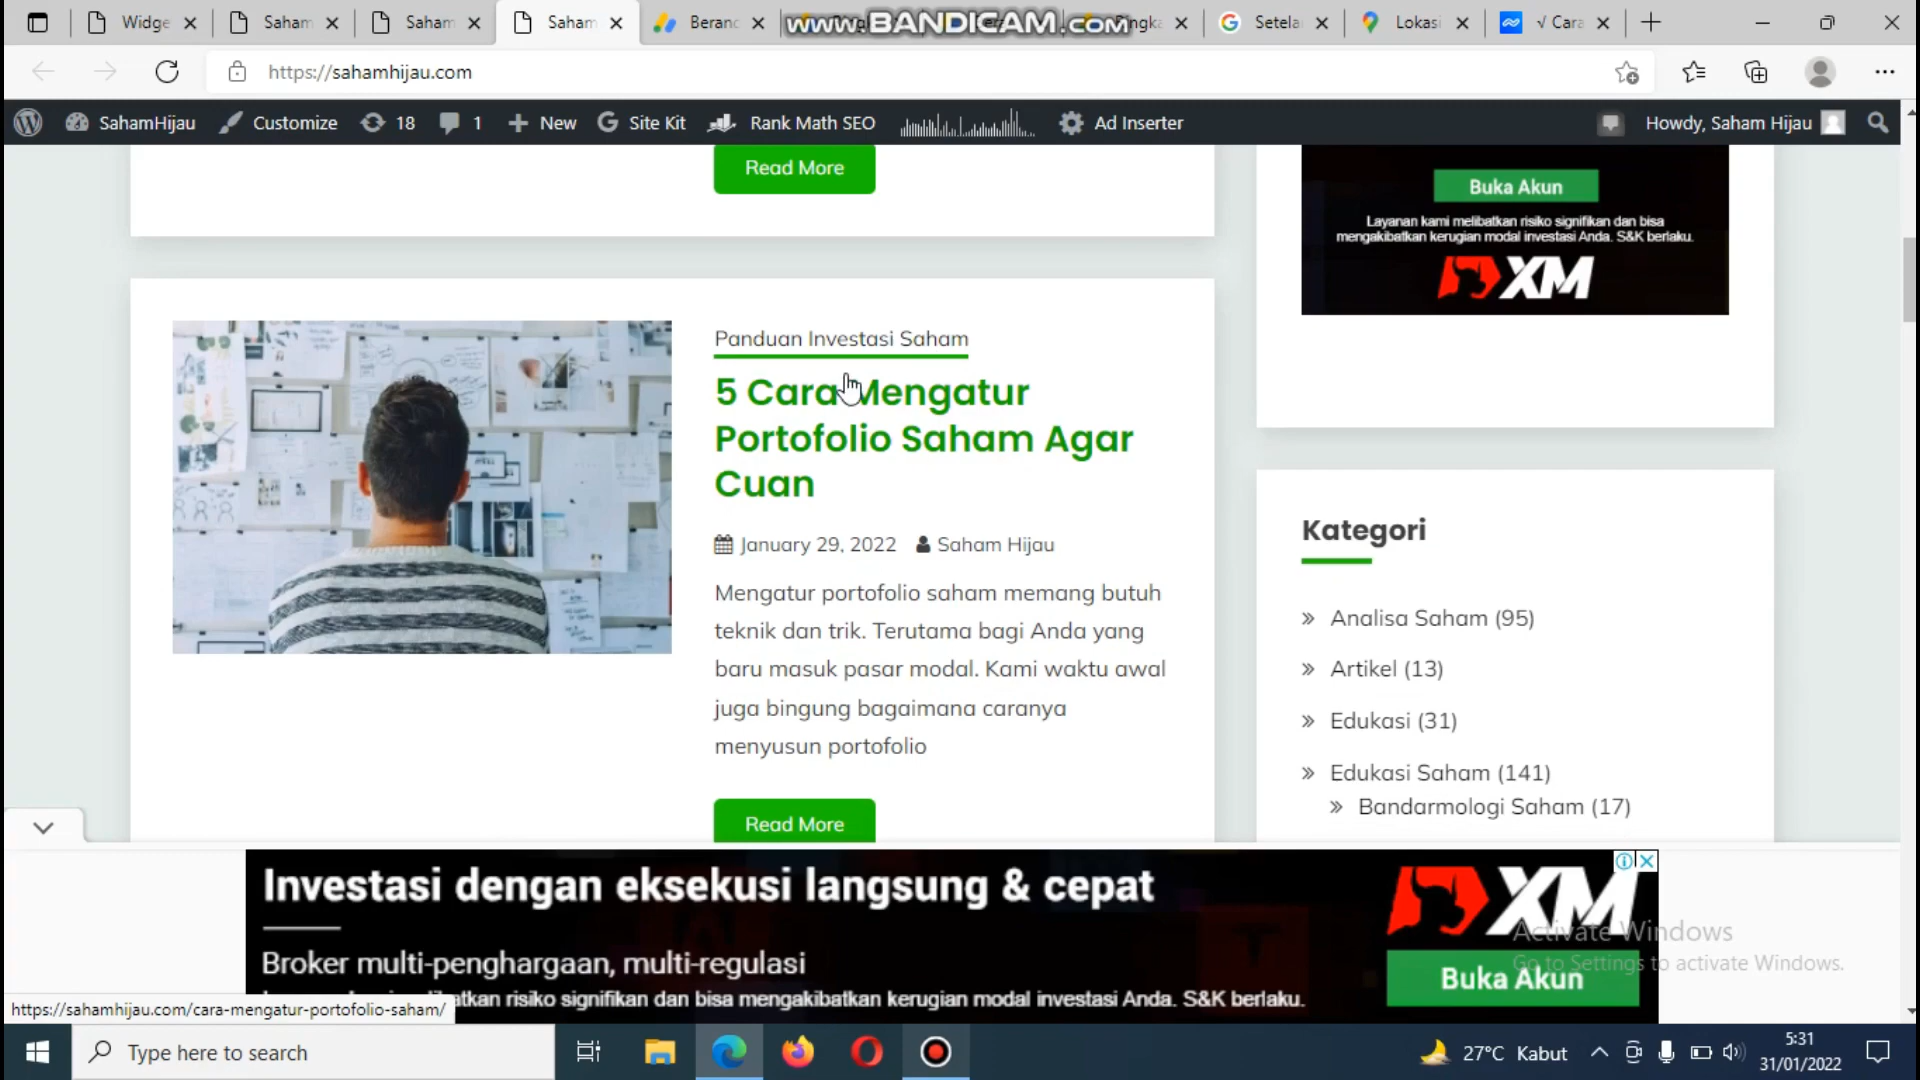 Widge
Saham
Saham
Saham
Beranda
www.BANDICAM.com
Setela
Lokasi
√ Cara
https://sahamhijau.com
SahamHijau
Customize
18
1
New
Site Kit
Rank Math SEO
Ad Inserter
Howdy, Saham Hijau
Read More
Buka Akun
Layanan kami melibatkan risiko signifikan dan bisa
mengakibatkan kerugian modal investasi Anda. S&K berlaku.
XM
Panduan Investasi Saham
5 Cara Mengatur
Portofolio Saham Agar
Cuan
January 29, 2022
Saham Hijau
Mengatur portofolio saham memang butuh
teknik dan trik. Terutama bagi Anda yang
baru masuk pasar modal. Kami waktu awal
juga bingung bagaimana caranya
menyusun portofolio
Read More
Kategori
Analisa Saham (95)
Artikel (13)
Edukasi (31)
Edukasi Saham (141)
Bandarmologi Saham (17)
Investasi dengan eksekusi langsung & cepat
Broker multi-penghargaan, multi-regulasi
atkan risiko signifikan dan bisa mengakibatkan kerugian modal investasi Anda. S&K berlaku.
XM
Buka Akun
Activate Windows
Go to Settings to activate Windows.
https://sahamhijau.com/cara-mengatur-portofolio-saham/
Type here to search
27°C Kabut
5:31
31/01/2022